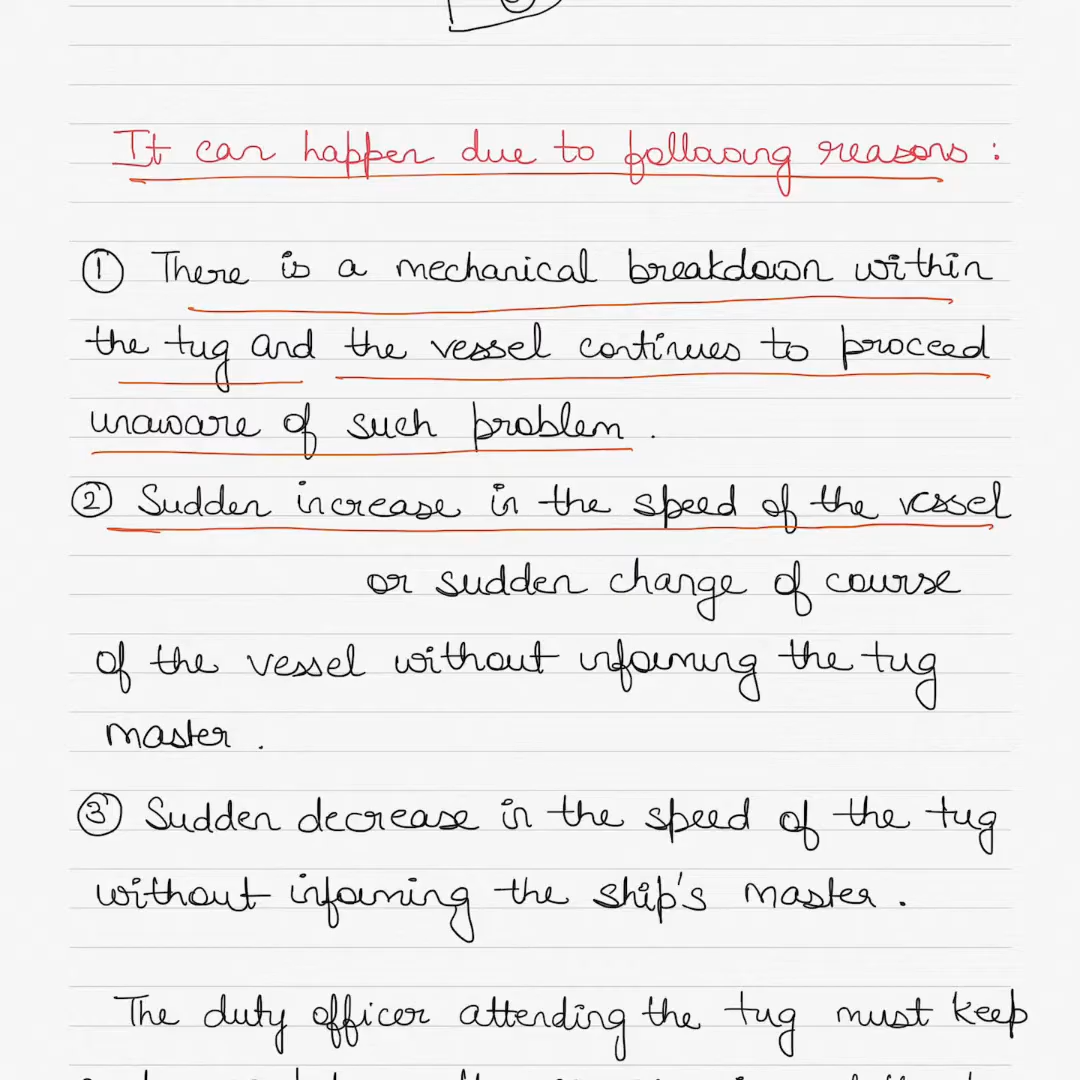 It can happen due to following reasons :
① There is a mechanical breakdown within
the tug and the vessel continues to proceed
unaware of such problem .
② Sudden increase in the speed of the vessel
or sudden change of course
of the vessel without informing the tug
master .
③ Sudden decrease in the speed of the tug
without informing the ship's master .
The duty officer attending the tug must keep